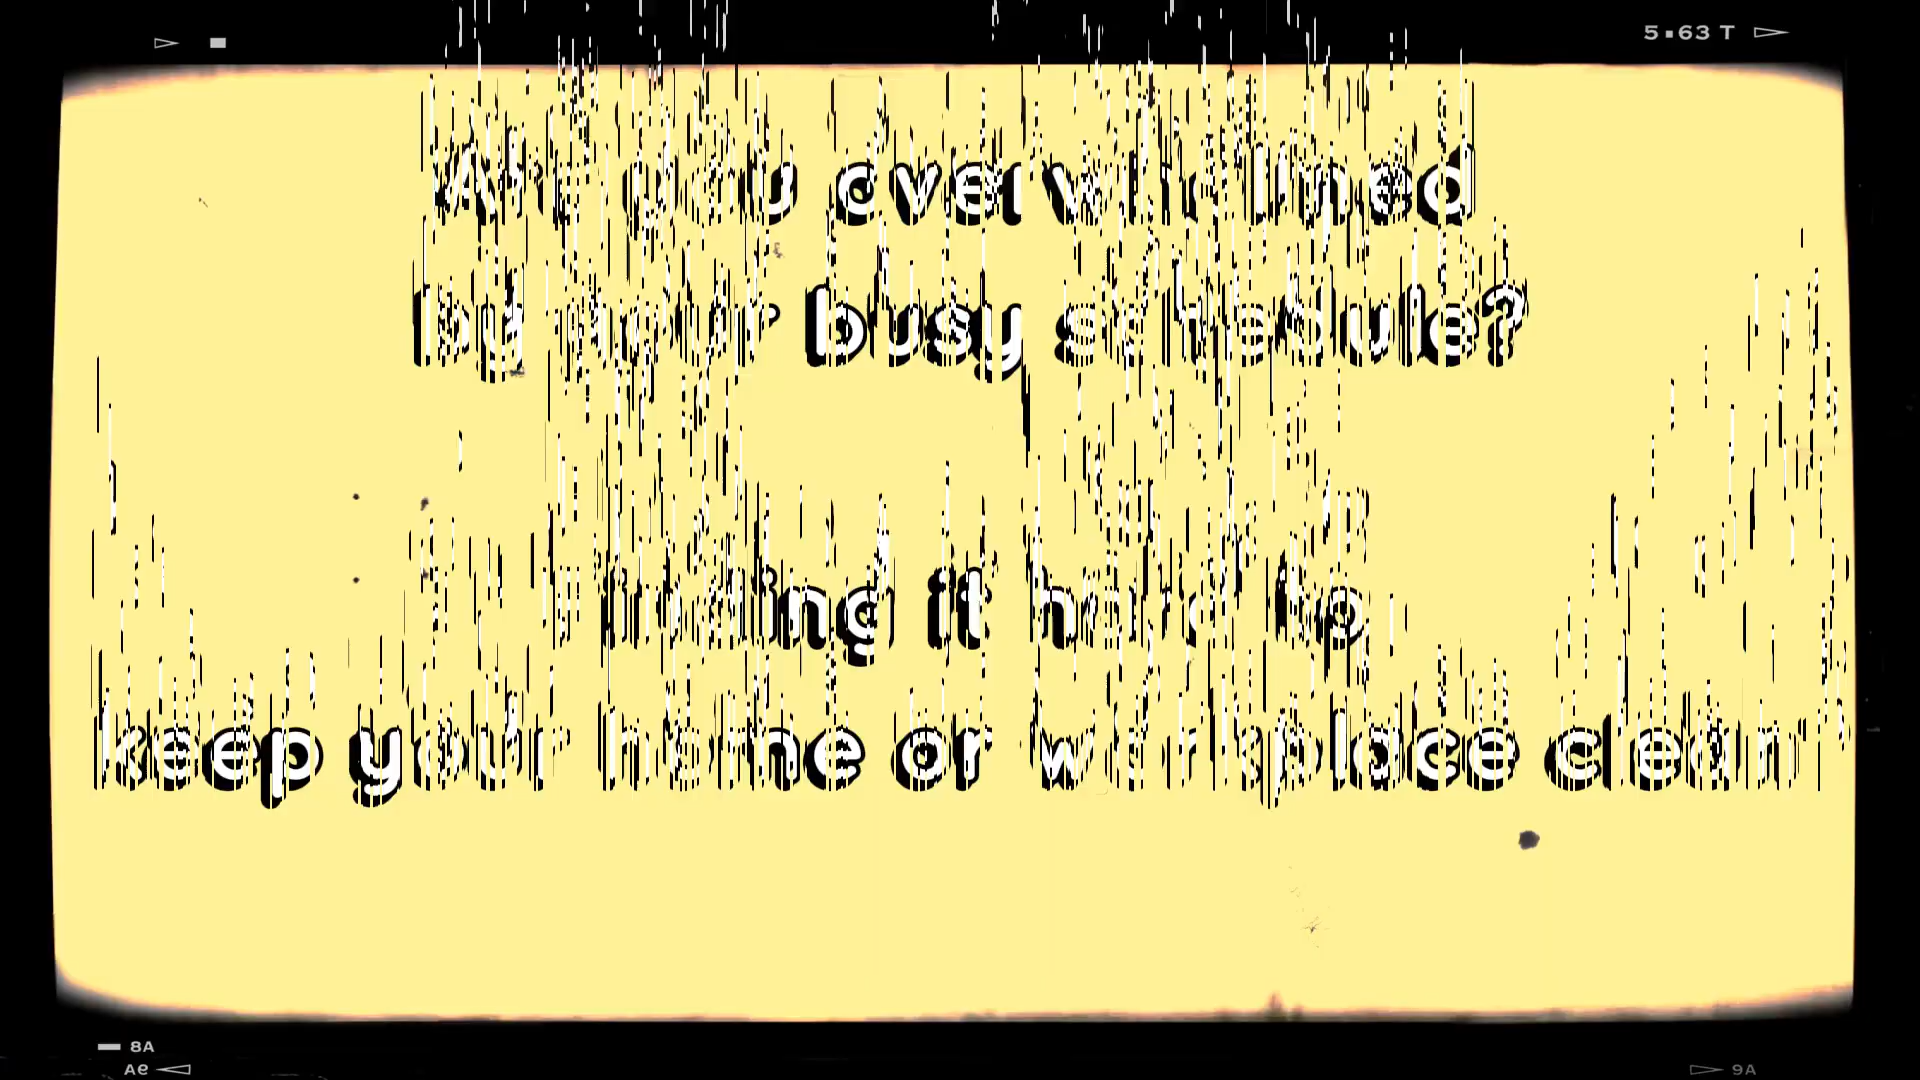 5▪63 T
Are you overwhelmed
by your busy schedule?
finding it hard to
keep your home or workplace clean
8A
A9
9A